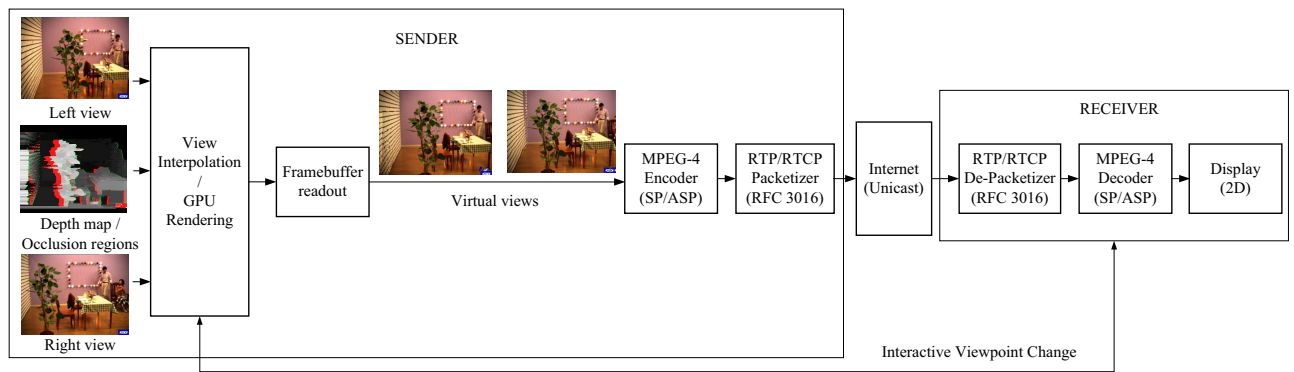 SENDER
Left view
Depth map /
Occlusion regions
Right view
View
Interpolation
/
GPU
Rendering
Framebuffer
readout
Virtual views
MPEG-4
Encoder
(SP/ASP)
RTP/RTCP
Packetizer
(RFC 3016)
Internet
(Unicast)
RECEIVER
RTP/RTCP
De-Packetizer
(RFC 3016)
MPEG-4
Decoder
(SP/ASP)
Display
(2D)
Interactive Viewpoint Change